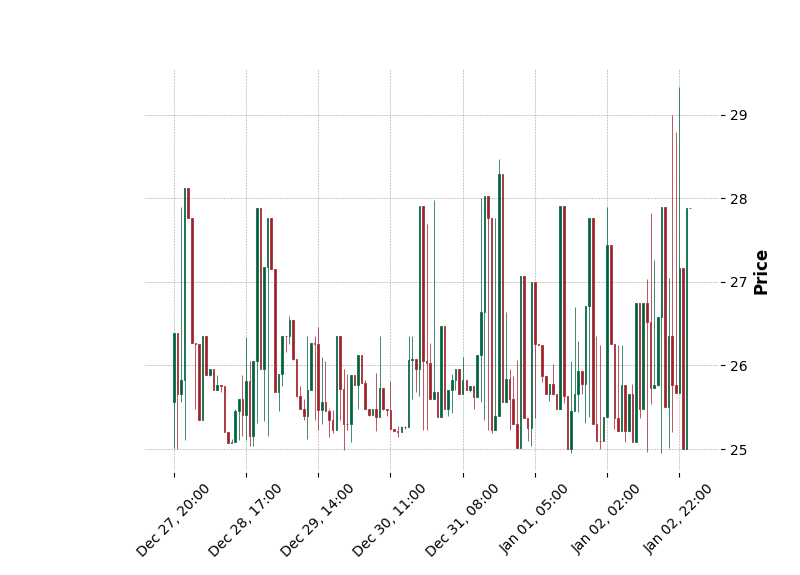 29
28
27
26
25
Price
Dec 27, 20:00
Dec 28, 17:00
Dec 29, 14:00
Dec 30, 11:00
Dec 31, 08:00
Jan 01, 05:00
Jan 02, 02:00
Jan 02, 22:00